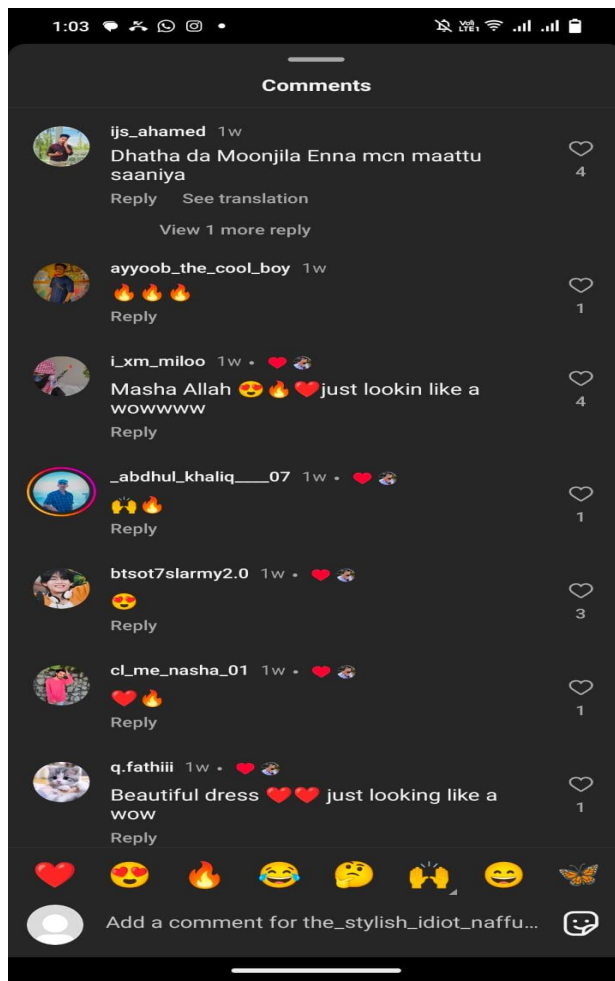 1:03
Vo))
LTE1
Comments
ijs_ahamed 1w
Dhatha da Moonjila Enna mcn maattu
saaniya
4
Reply See translation
View 1 more reply
ayyoob_the_cool_boy 1w
🔥🔥🔥
1
Reply
i_xm_miloo 1w • ❤️
Masha Allah 😍🔥❤️just lookin like a
wowwww
4
Reply
_abdhul_khaliq___07 1w • ❤️
🙌🔥
1
Reply
btsot7slarmy2.0 1w • ❤️
😍
3
Reply
cl_me_nasha_01 1w • ❤️
❤️🔥
1
Reply
q.fathiii 1w • ❤️
Beautiful dress ❤️❤️ just looking like a
wow
1
Reply
❤️😍🔥😂🤔🙌😄🦋
Add a comment for the_stylish_idiot_naffu...